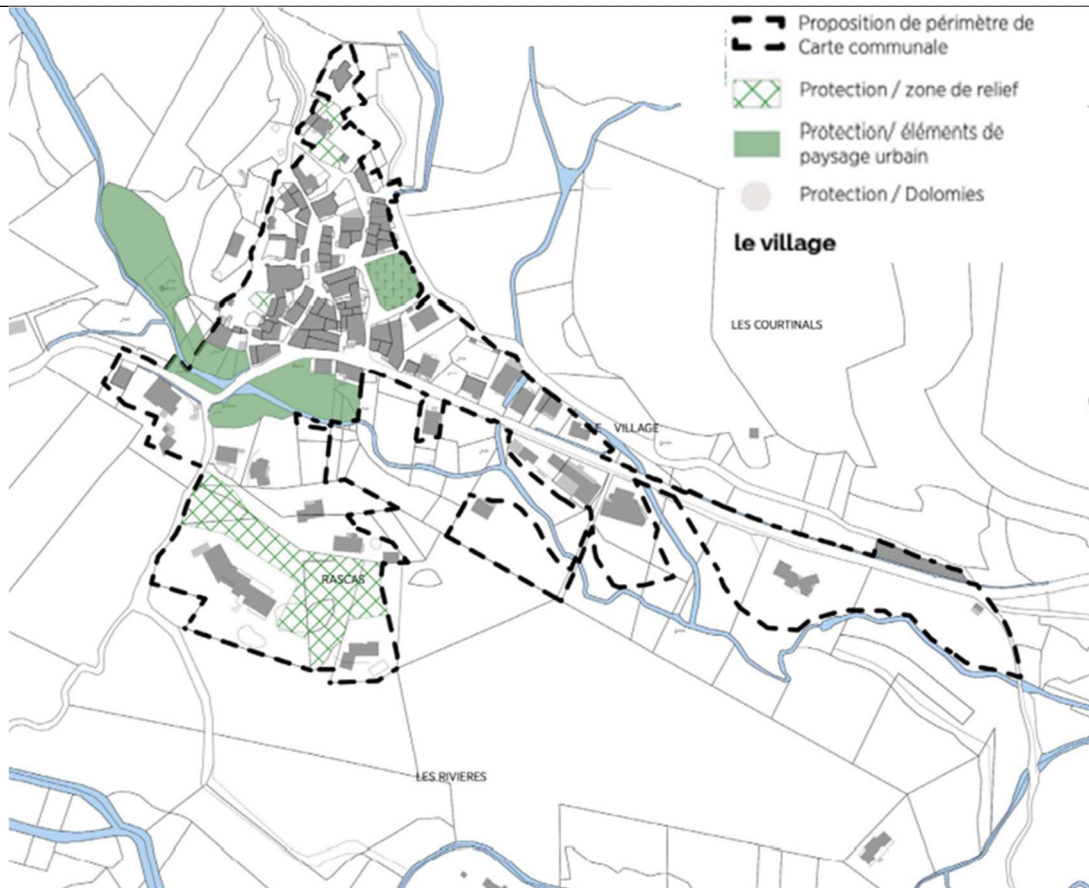 Proposition de périmètre de
Carte communale
Protection / zone de relief
Protection/ éléments de
paysage urbain
Protection / Dolomies
le village
LES COURTINALS
VILLAGE
RASCAS
LES RIVIERES